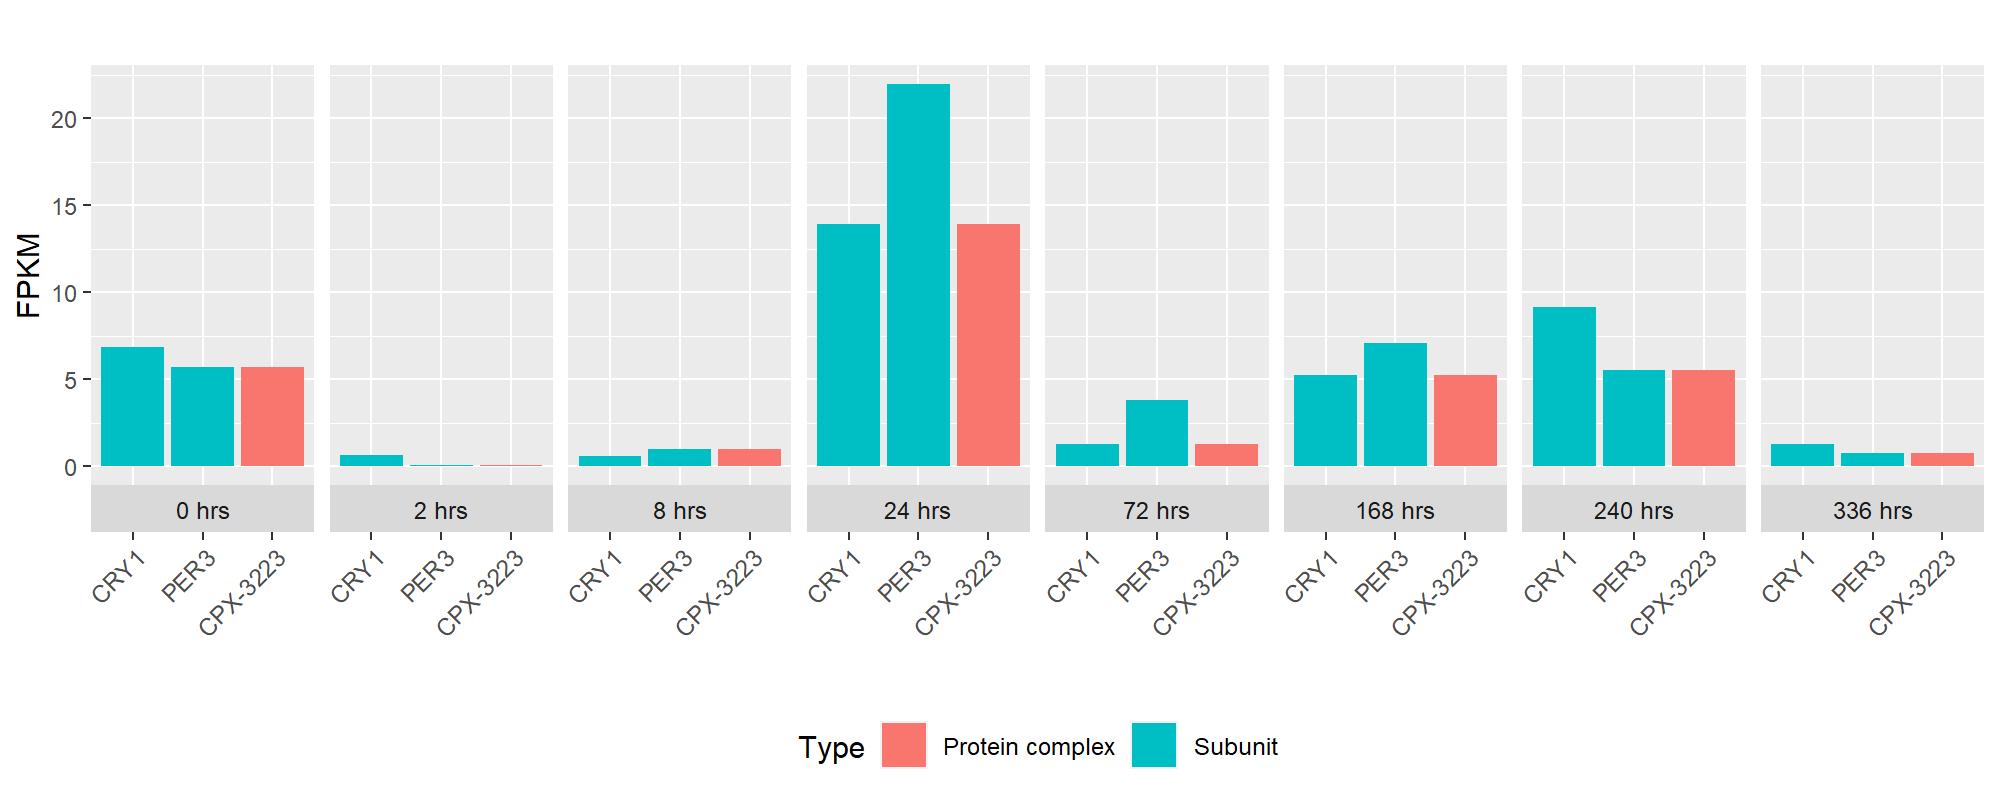 FPKM
20
15
10
5
0
0 hrs 2 hrs 8 hrs 24 hrs 72 hrs 168 hrs 240 hrs 336 hrs
CRY1 PER3 CPX-3223 CRY1 PER3 CPX-3223 CRY1 PER3 CPX-3223 CRY1 PER3 CPX-3223 CRY1 PER3 CPX-3223 CRY1 PER3 CPX-3223 CRY1 PER3 CPX-3223 CRY1 PER3 CPX-3223
Type Protein complex Subunit